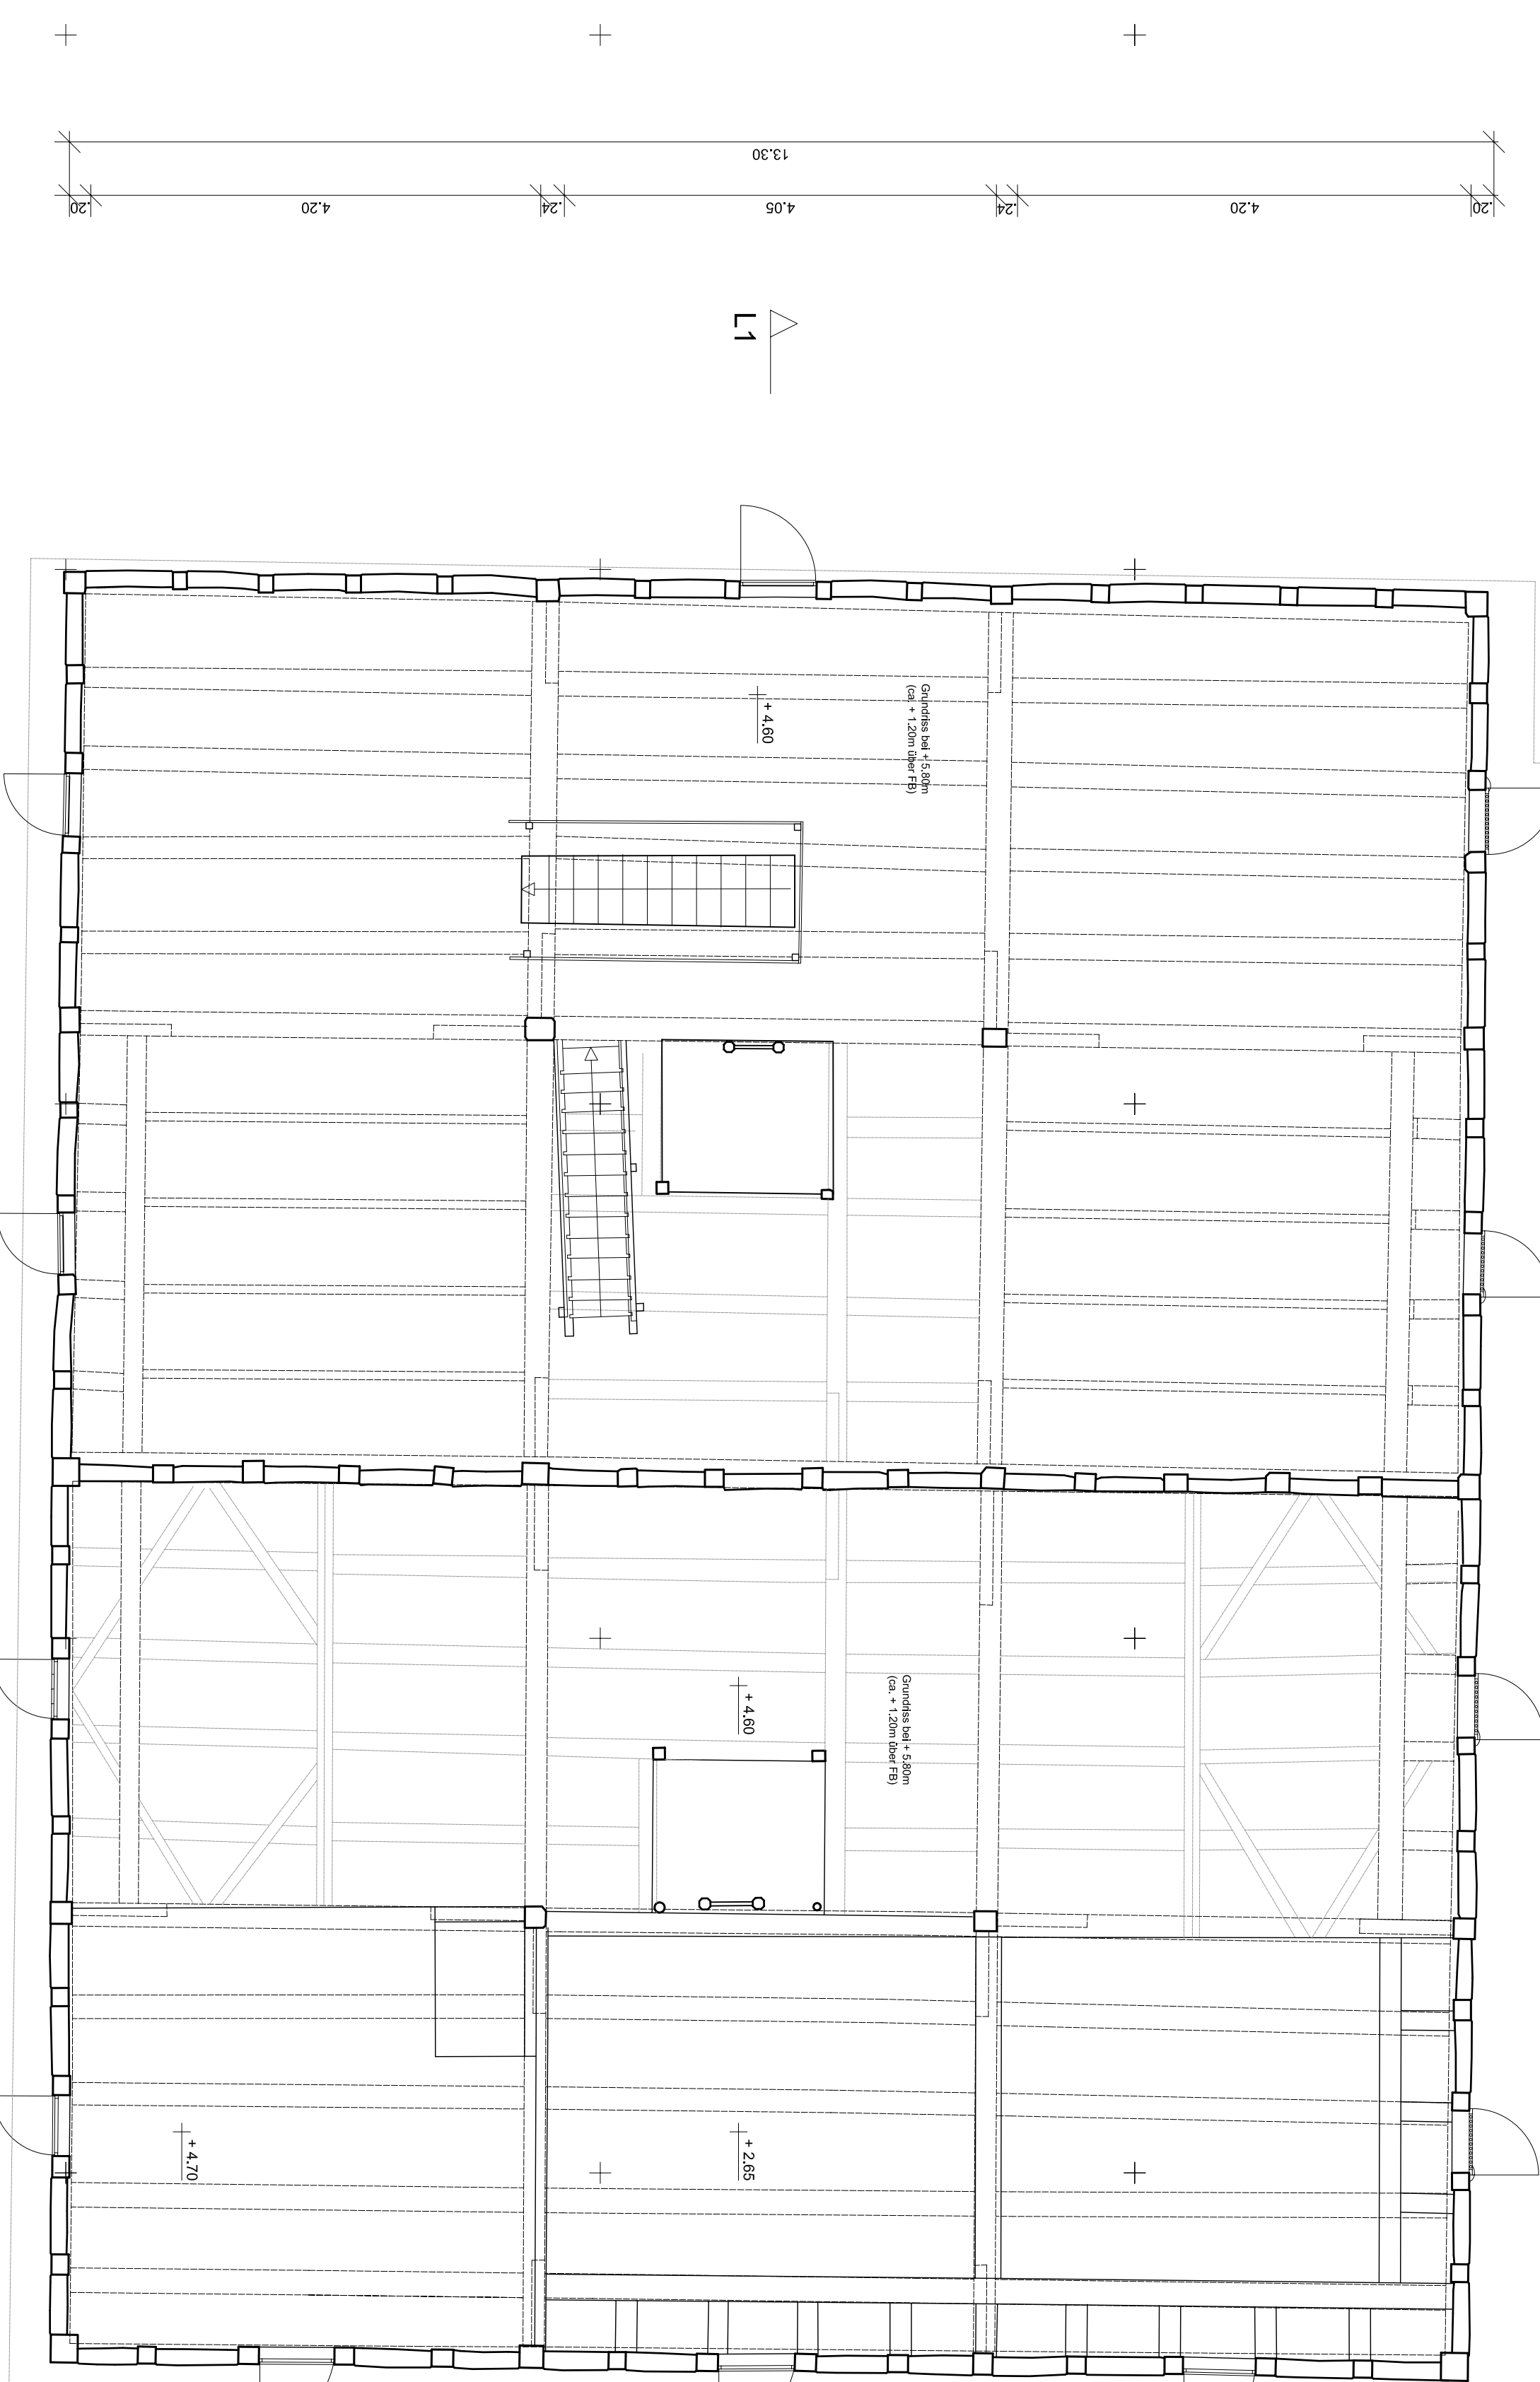 13.30
.20
4.20
.24
4.05
.24
4.20
.20
L1
+ 4.60
Grundriss bei + 5.80m
(ca. + 1.20m über FB)
+ 4.60
Grundriss bei + 5.80m
(ca. + 1.20m über FB)
+ 4.70
+ 2.65